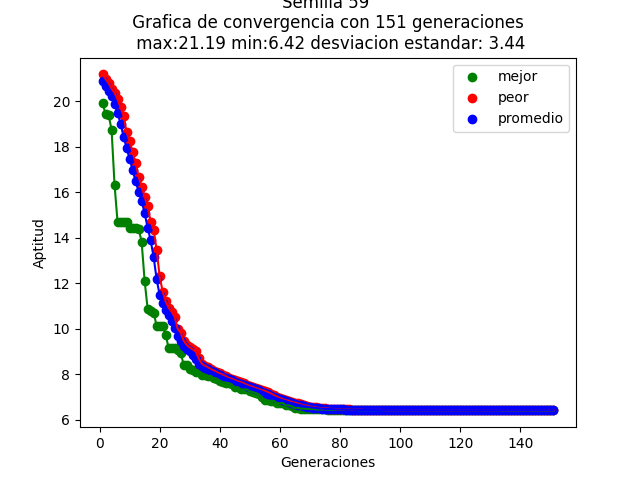 Semilla 59
Grafica de convergencia con 151 generaciones
max:21.19 min:6.42 desviacion estandar: 3.44
mejor
peor
promedio
Aptitud
20
18
16
14
12
10
8
6
0 20 40 60 80 100 120 140
Generaciones